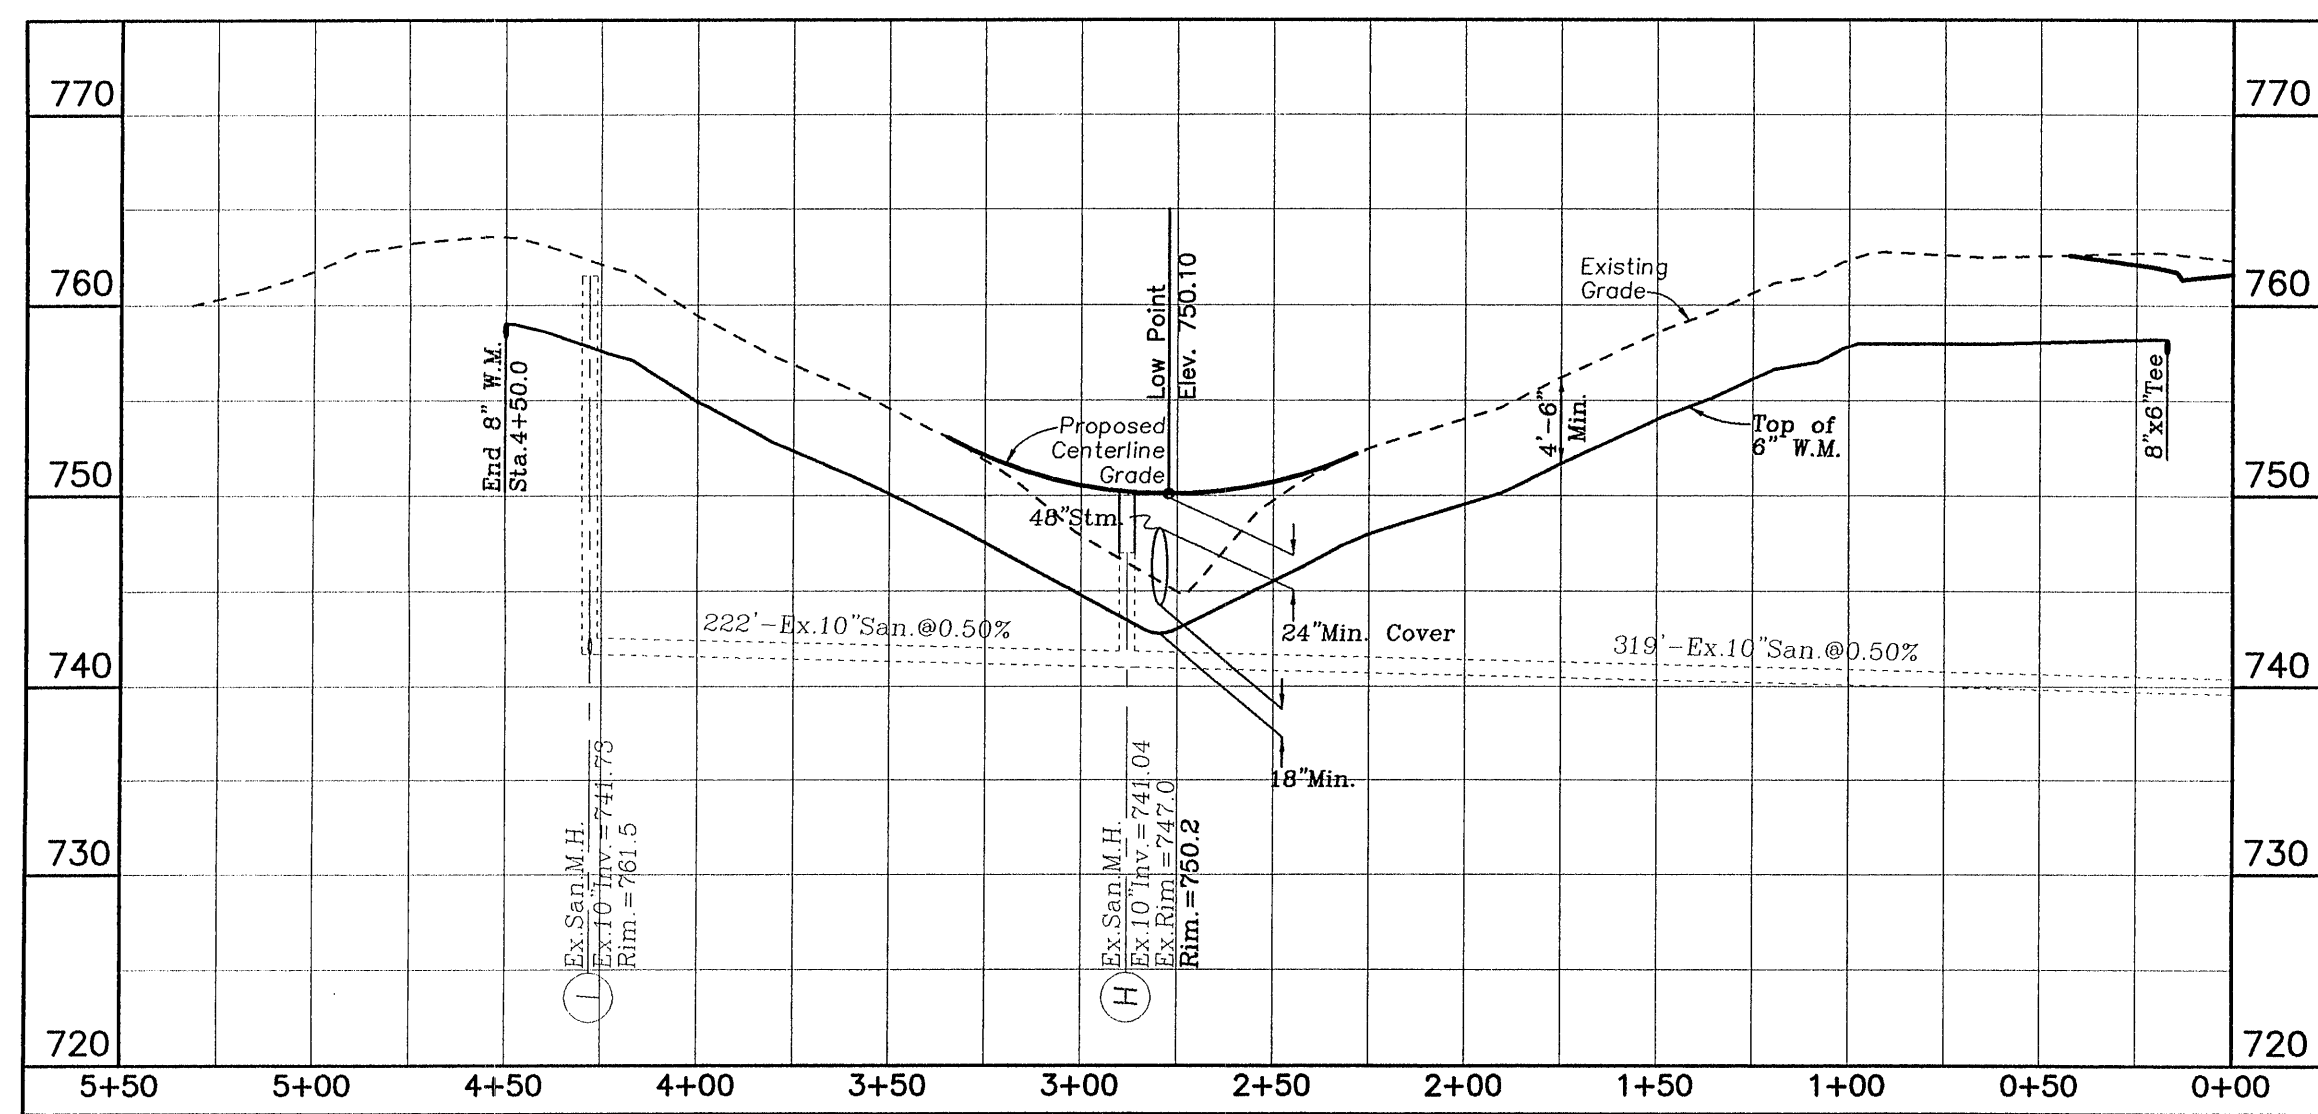 770
770
760
760
750
750
740
740
730
730
720
720
End 8" W.M.
Sta.4+50.0
Low Point
Elev. 750.10
Existing
Grade
Proposed
Centerline
Grade
48"Stm.
4'-6"
Min.
Top of
6" W.M.
8"x6"Tee
24"Min. Cover
222'-Ex.10"San.@0.50%
319'-Ex.10"San.@0.50%
18"Min.
Ex.San.M.H.
Ex.10"Inv.=741.73
Rim.=761.5
I
Ex.San.M.H.
Ex.10"Inv.=741.04
Ex.Rim=747.0
Rim.=750.2
H
5+50 5+00 4+50 4+00 3+50 3+00 2+50 2+00 1+50 1+00 0+50 0+00